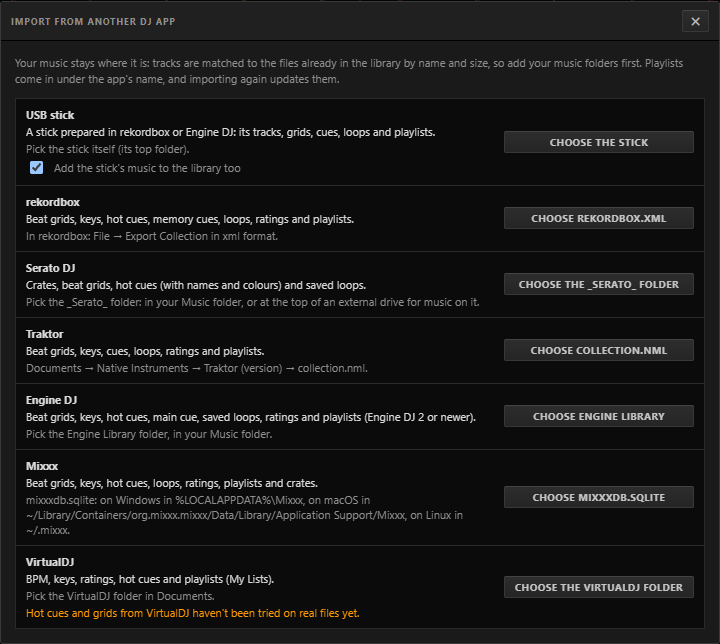 IMPORT FROM ANOTHER DJ APP
Your music stays where it is: tracks are matched to the files already in the library by name and size, so add your music folders first. Playlists
come in under the app's name, and importing again updates them.
USB stick
A stick prepared in rekordbox or Engine DJ: its tracks, grids, cues, loops and playlists.
Pick the stick itself (its top folder).
Add the stick's music to the library too
CHOOSE THE STICK
rekordbox
Beat grids, keys, hot cues, memory cues, loops, ratings and playlists.
In rekordbox: File → Export Collection in xml format.
CHOOSE REKORDBOX.XML
Serato DJ
Crates, beat grids, hot cues (with names and colours) and saved loops.
Pick the _Serato_ folder: in your Music folder, or at the top of an external drive for music on it.
CHOOSE THE _SERATO_ FOLDER
Traktor
Beat grids, keys, cues, loops, ratings and playlists.
Documents → Native Instruments → Traktor (version) → collection.nml.
CHOOSE COLLECTION.NML
Engine DJ
Beat grids, keys, hot cues, main cue, saved loops, ratings and playlists (Engine DJ 2 or newer).
Pick the Engine Library folder, in your Music folder.
CHOOSE ENGINE LIBRARY
Mixxx
Beat grids, keys, hot cues, loops, ratings, playlists and crates.
mixxxdb.sqlite: on Windows in %LOCALAPPDATA%\Mixxx, on macOS in
~/Library/Containers/org.mixxx.mixxx/Data/Library/Application Support/Mixxx, on Linux in
~/.mixxx.
CHOOSE MIXXXDB.SQLITE
VirtualDJ
BPM, keys, ratings, hot cues and playlists (My Lists).
Pick the VirtualDJ folder in Documents.
Hot cues and grids from VirtualDJ haven't been tried on real files yet.
CHOOSE THE VIRTUALDJ FOLDER